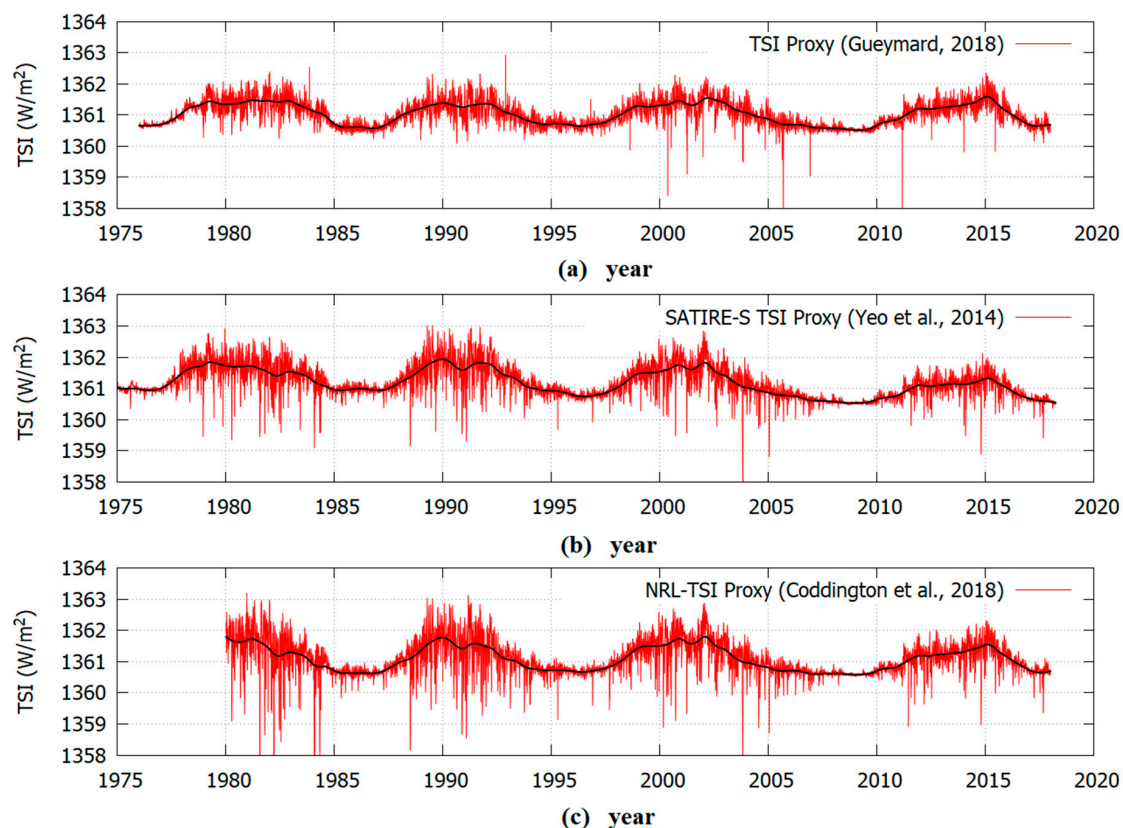 TSI Proxy (Gueymard, 2018)
TSI (W/m²)
1364
1363
1362
1361
1360
1359
1358
1975 1980 1985 1990 1995 2000 2005 2010 2015 2020
(a) year
SATIRE-S TSI Proxy (Yeo et al., 2014)
TSI (W/m²)
1364
1363
1362
1361
1360
1359
1358
1975 1980 1985 1990 1995 2000 2005 2010 2015 2020
(b) year
NRL-TSI Proxy (Coddington et al., 2018)
TSI (W/m²)
1364
1363
1362
1361
1360
1359
1358
1975 1980 1985 1990 1995 2000 2005 2010 2015 2020
(c) year